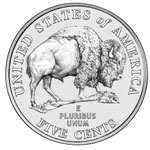 UNITED STATES of AMERICA
E
PLURIBUS
UNUM
FIVE CENTS